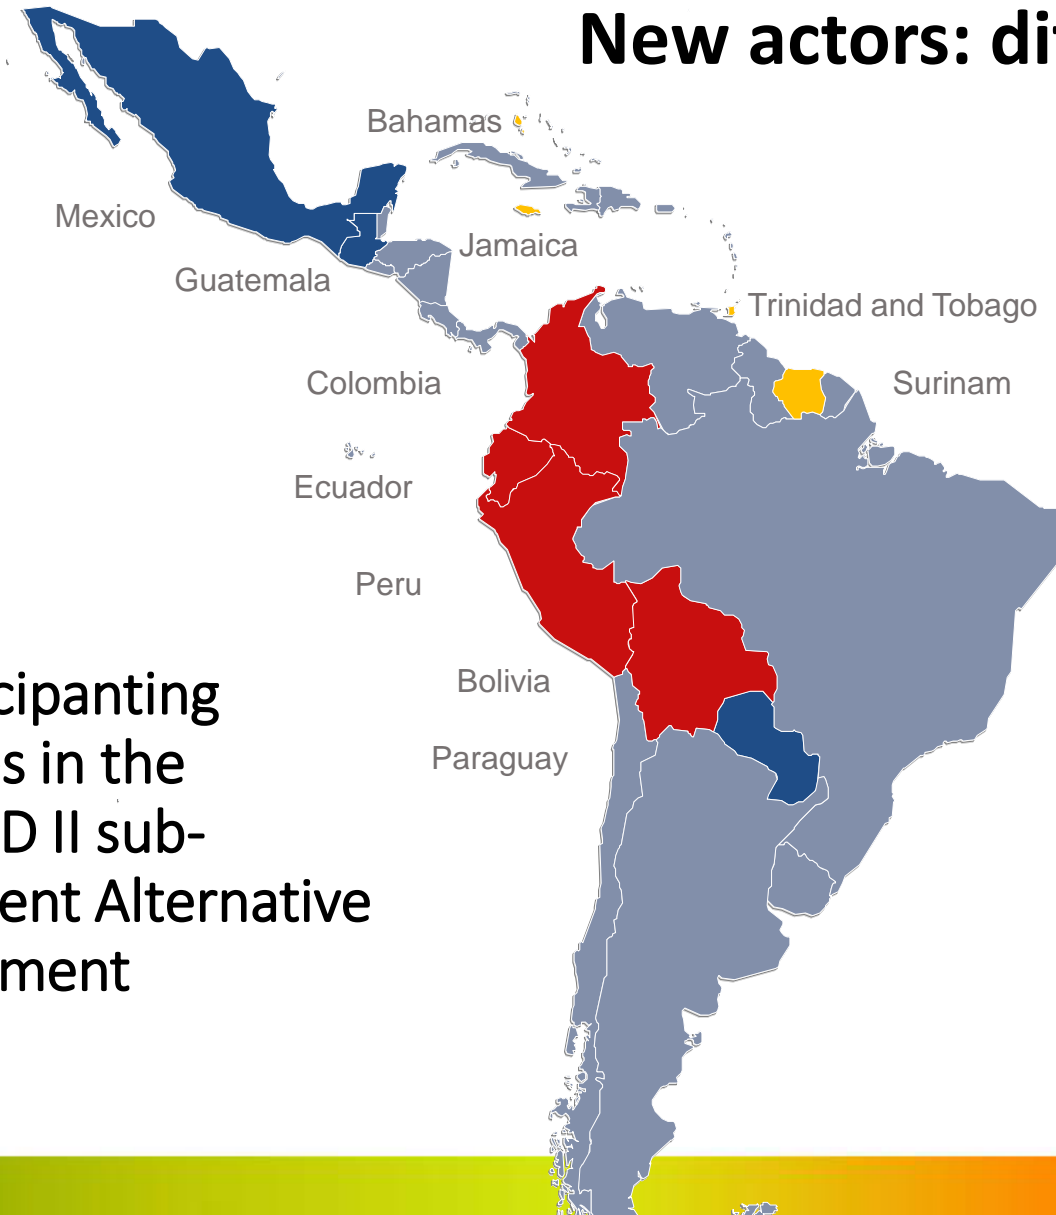 New actors: dif
Bahamas
Mexico
Jamaica
Guatemala
Trinidad and Tobago
Colombia
Surinam
Ecuador
Peru
Bolivia
Paraguay
cipanting
s in the
D II sub-
ent Alternative
ment